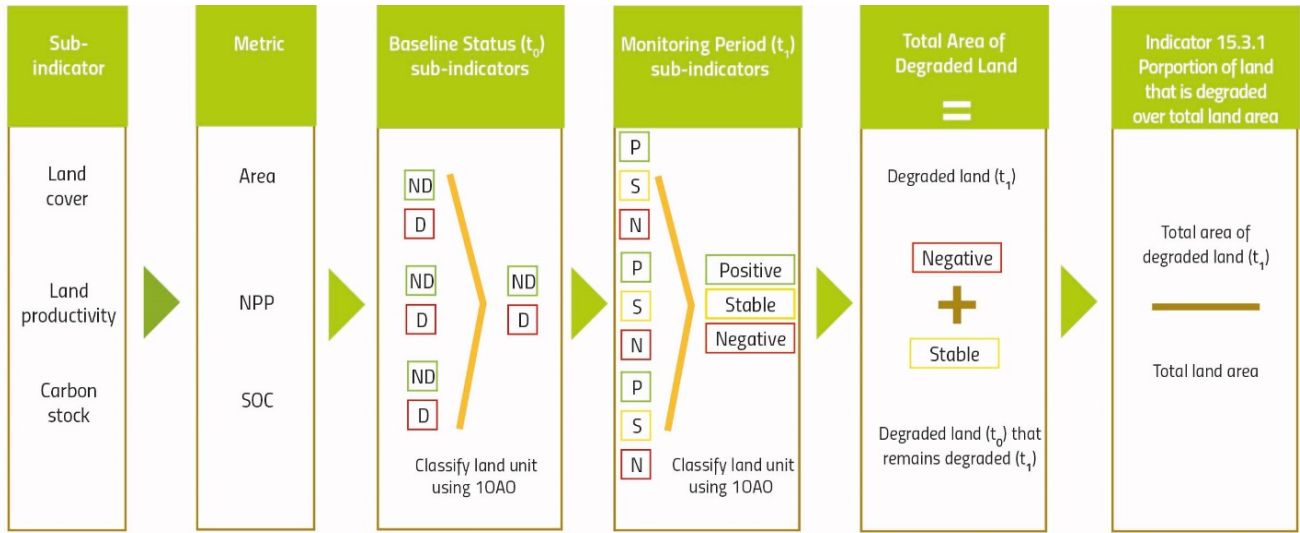 Sub-
indicator
Metric
Baseline Status (t0)
sub-indicators
Monitoring Period (t1)
sub-indicators
Total Area of
Degraded Land
=
Indicator 15.3.1
Porportion of land
that is degraded
over total land area
Land
cover
Land
productivity
Carbon
stock
Area
NPP
SOC
ND
D
ND
D
ND
D
ND
D
Classify land unit
using 1OAO
P
S
N
P
S
N
P
S
N
Positive
Stable
Negative
Classify land unit
using 1OAO
Degraded land (t1)
Negative
+
Stable
Degraded land (t0) that
remains degraded (t1)
Total area of
degraded land (t1)
Total land area